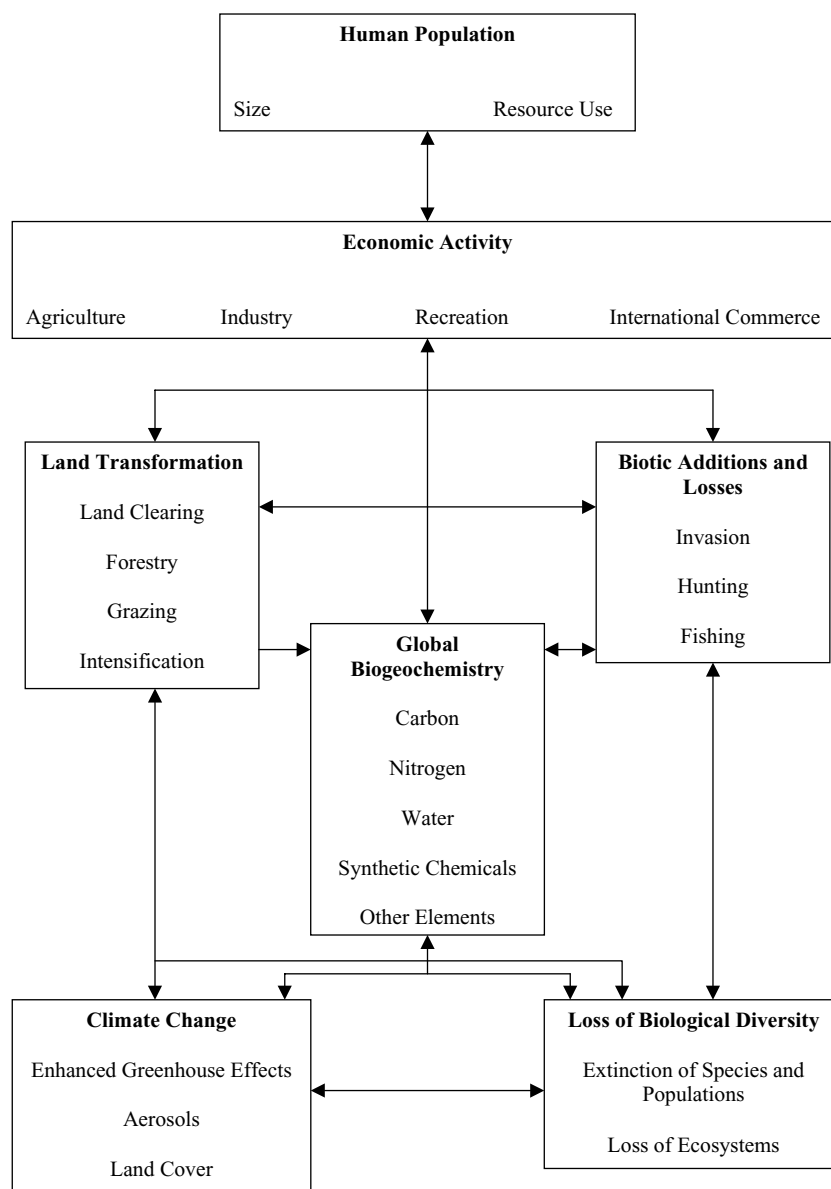 Human Population
Size Resource Use
Economic Activity
Agriculture Industry Recreation International Commerce
Land Transformation
Land Clearing
Forestry
Grazing
Intensification
Biotic Additions and
Losses
Invasion
Hunting
Fishing
Global
Biogeochemistry
Carbon
Nitrogen
Water
Synthetic Chemicals
Other Elements
Climate Change
Enhanced Greenhouse Effects
Aerosols
Land Cover
Loss of Biological Diversity
Extinction of Species and
Populations
Loss of Ecosystems